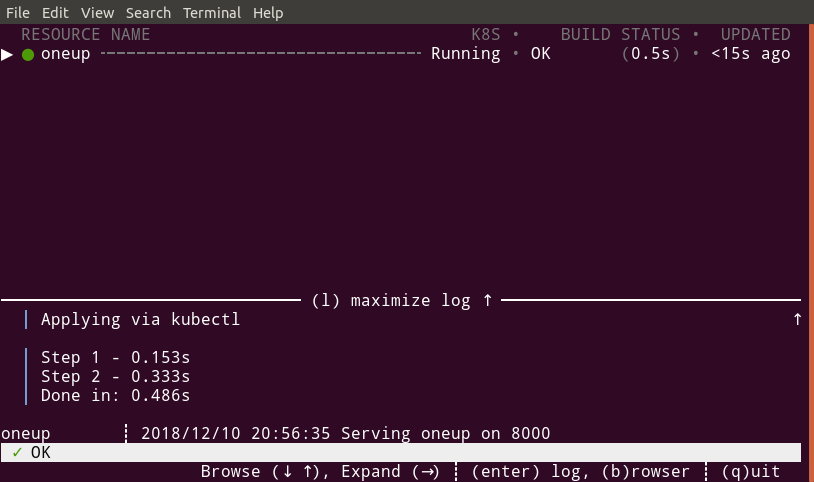 File Edit View Search Terminal Help
RESOURCE NAME K8S • BUILD STATUS • UPDATED
▶ ● oneup -------------------------------- Running • OK (0.5s) • <15s ago
(l) maximize log ↑
│ Applying via kubectl ↑
│ Step 1 - 0.153s
│ Step 2 - 0.333s
│ Done in: 0.486s
oneup ┊ 2018/12/10 20:56:35 Serving oneup on 8000
✓ OK
Browse (↓ ↑), Expand (→) ┊ (enter) log, (b)rowser ┊ (q)uit